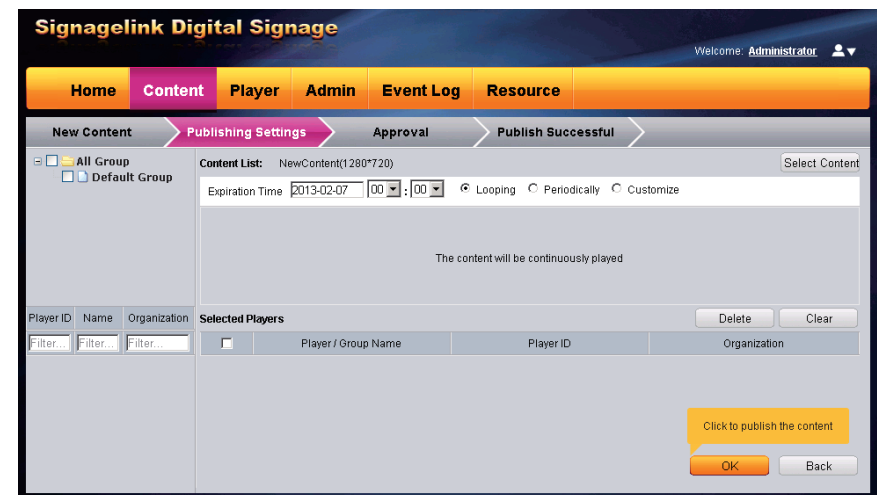 Signagelink Digital Signage
Welcome: Administrator
Home Content Player Admin Event Log Resource
New Content Publishing Settings Approval Publish Successful
All Group
Default Group
Content List: NewContent(1280*720) Select Content
Expiration Time 2013-02-07 00 : 00 Looping Periodically Customize
The content will be continuously played
Player ID Name Organization
Filter... Filter... Filter...
Selected Players Delete Clear
Player / Group Name Player ID Organization
Click to publish the content
OK Back